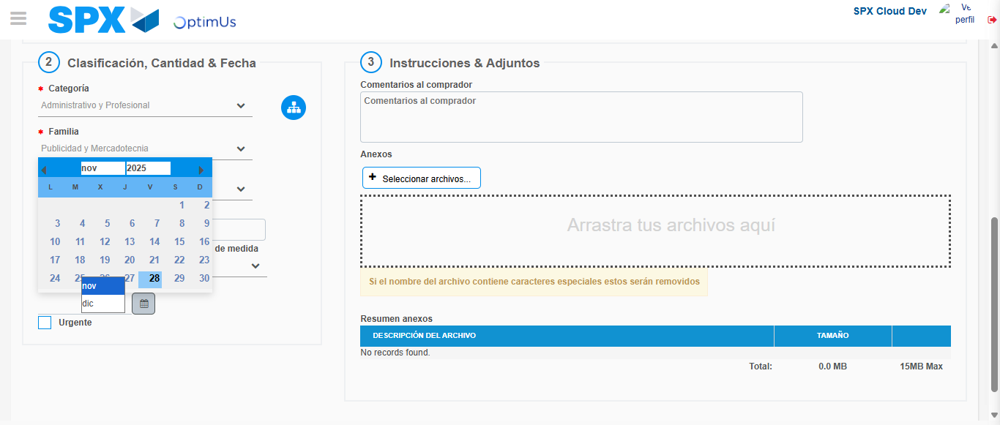 SPX
OptimUs
SPX Cloud Dev
Ve
perfil
2
Clasificación, Cantidad & Fecha
* Categoría
Administrativo y Profesional
* Familia
Publicidad y Mercadotecnia
nov 2025
L M X J V S D
1 2
3 4 5 6 7 8 9
10 11 12 13 14 15 16
17 18 19 20 21 22 23
24 25 26 27 28 29 30
nov
dic
de medida
Urgente
3
Instrucciones & Adjuntos
Comentarios al comprador
Comentarios al comprador
Anexos
+ Seleccionar archivos...
Arrastra tus archivos aquí
Si el nombre del archivo contiene caracteres especiales estos serán removidos
Resumen anexos
DESCRIPCIÓN DEL ARCHIVO TAMAÑO
No records found.
Total: 0.0 MB 15MB Max